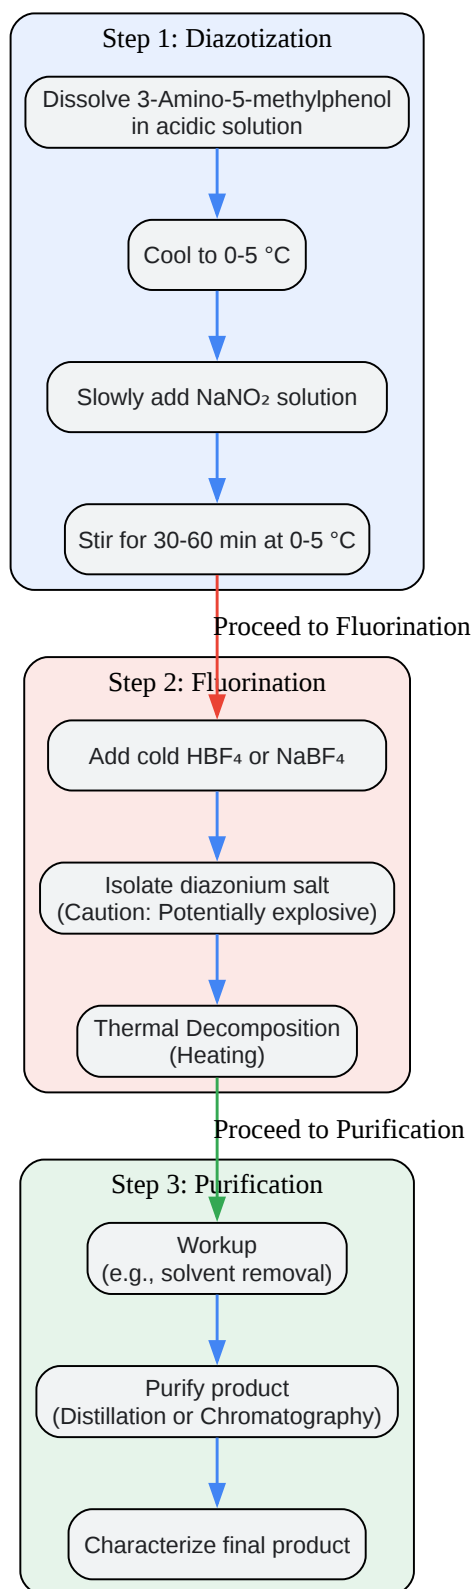 Step 1: Diazotization
Dissolve 3-Amino-5-methylphenol
in acidic solution
Cool to 0-5 °C
Slowly add NaNO₂ solution
Stir for 30-60 min at 0-5 °C
Proceed to Fluorination
Step 2: Fluorination
Add cold HBF₄ or NaBF₄
Isolate diazonium salt
(Caution: Potentially explosive)
Thermal Decomposition
(Heating)
Proceed to Purification
Step 3: Purification
Workup
(e.g., solvent removal)
Purify product
(Distillation or Chromatography)
Characterize final product